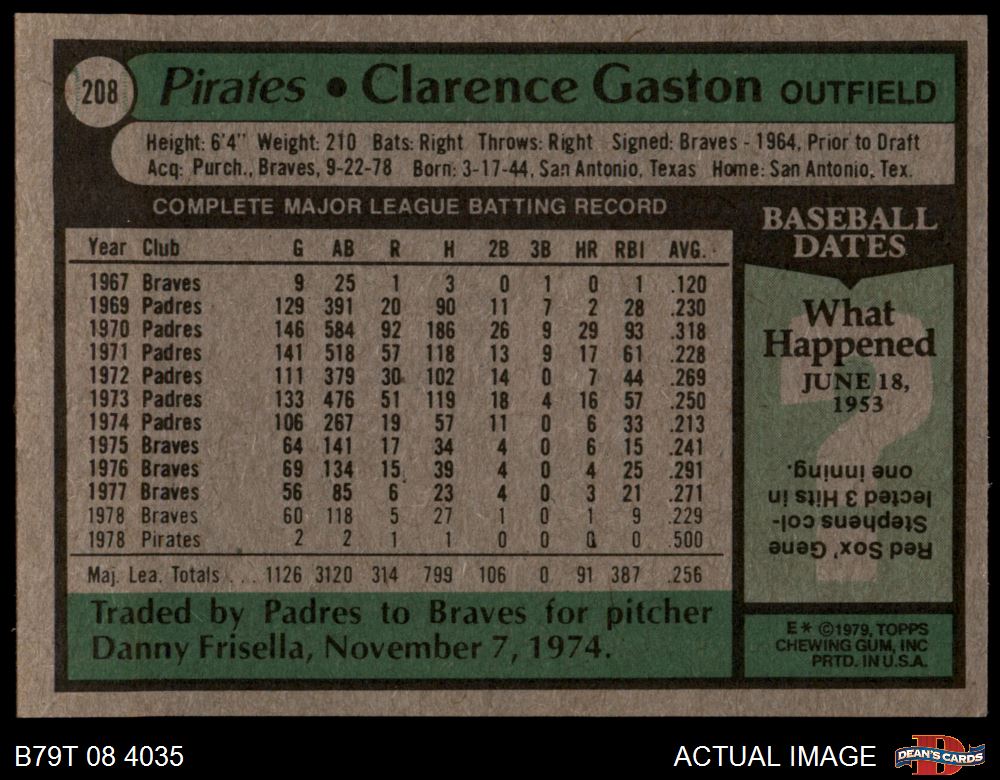 208 Pirates • Clarence Gaston OUTFIELD
Height: 6'4" Weight: 210 Bats: Right Throws: Right Signed: Braves - 1964, Prior to Draft
Acq: Purch., Braves, 9-22-78 Born: 3-17-44, San Antonio, Texas Home: San Antonio, Tex.
COMPLETE MAJOR LEAGUE BATTING RECORD
Year Club G AB R H 2B 3B HR RBI AVG.
1967 Braves 9 25 1 3 0 1 0 1 .120
1969 Padres 129 391 20 90 11 7 2 28 .230
1970 Padres 146 584 92 186 26 9 29 93 .318
1971 Padres 141 518 57 118 13 9 17 61 .228
1972 Padres 111 379 30 102 14 0 7 44 .269
1973 Padres 133 476 51 119 18 4 16 57 .250
1974 Padres 106 267 19 57 11 0 6 33 .213
1975 Braves 64 141 17 34 4 0 6 15 .241
1976 Braves 69 134 15 39 4 0 4 25 .291
1977 Braves 56 85 6 23 4 0 3 21 .271
1978 Braves 60 118 5 27 1 0 1 9 .229
1978 Pirates 2 2 1 1 0 0 0 0 .500
Maj. Lea. Totals . . . 1126 3120 314 799 106 0 91 387 .256
Traded by Padres to Braves for pitcher
Danny Frisella, November 7, 1974.
BASEBALL
DATES
What
Happened
JUNE 18,
1953
?
Red Sox' Gene
Stephens col-
lected 3 Hits in
one inning.
E* ©1979, TOPPS
CHEWING GUM, INC
PRTD. IN U.S.A.
B79T 08 4035
ACTUAL IMAGE
D
DEAN'S CARDS